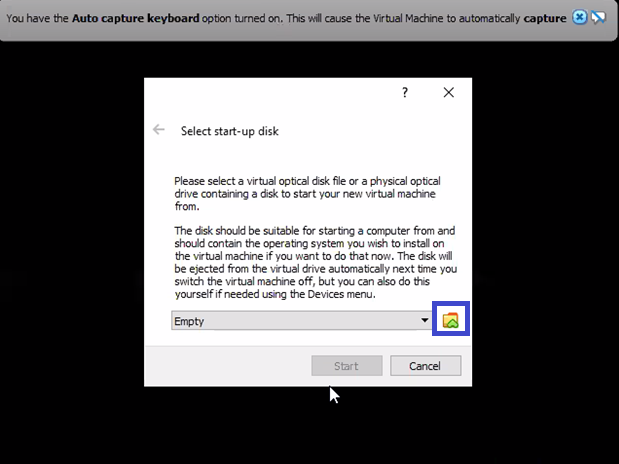 You have the Auto capture keyboard option turned on. This will cause the Virtual Machine to automatically capture
?
Select start-up disk
Please select a virtual optical disk file or a physical optical
drive containing a disk to start your new virtual machine
from.
The disk should be suitable for starting a computer from and
should contain the operating system you wish to install on
the virtual machine if you want to do that now. The disk will
be ejected from the virtual drive automatically next time you
switch the virtual machine off, but you can also do this
yourself if needed using the Devices menu.
Empty
Start Cancel